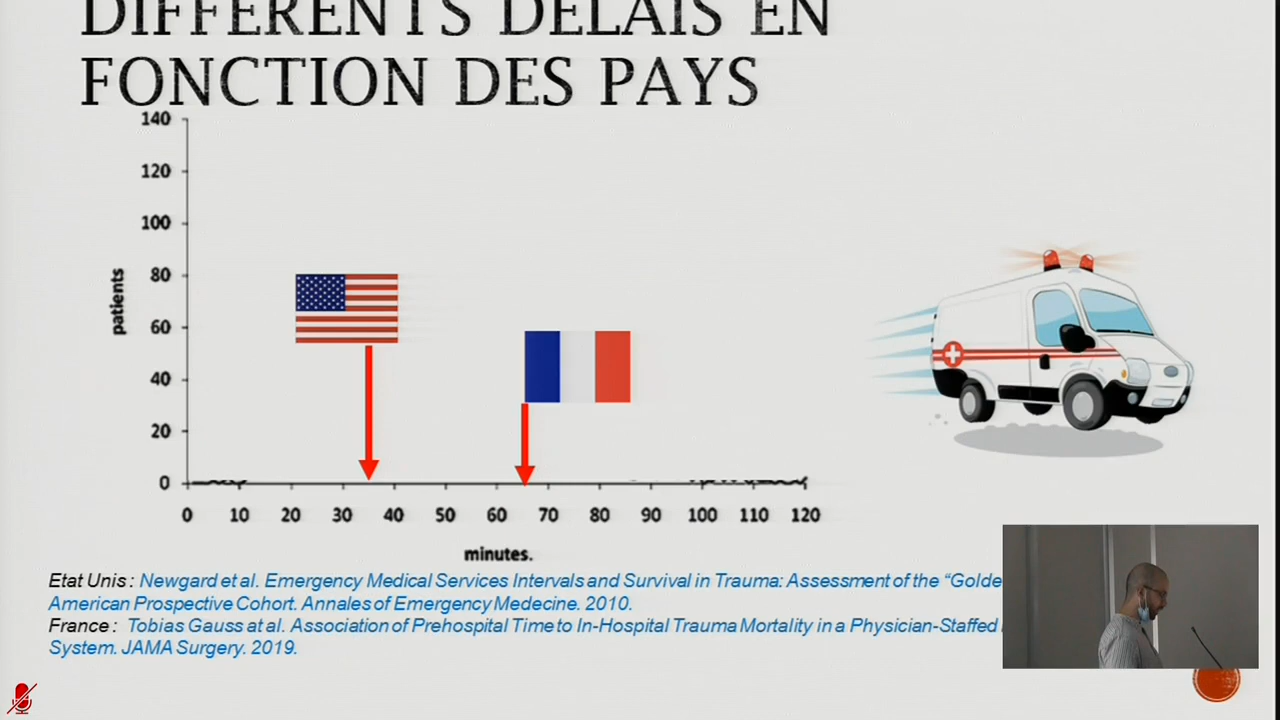 DIFFÉRENTS DÉLAIS EN
FONCTION DES PAYS
140
120
100
80
60
40
20
0
patients
0 10 20 30 40 50 60 70 80 90 100 110 120
minutes.
Etat Unis : Newgard et al. Emergency Medical Services Intervals and Survival in Trauma: Assessment of the “Golde
American Prospective Cohort. Annales of Emergency Medecine. 2010.
France : Tobias Gauss at al. Association of Prehospital Time to In-Hospital Trauma Mortality in a Physician-Staffed
System. JAMA Surgery. 2019.